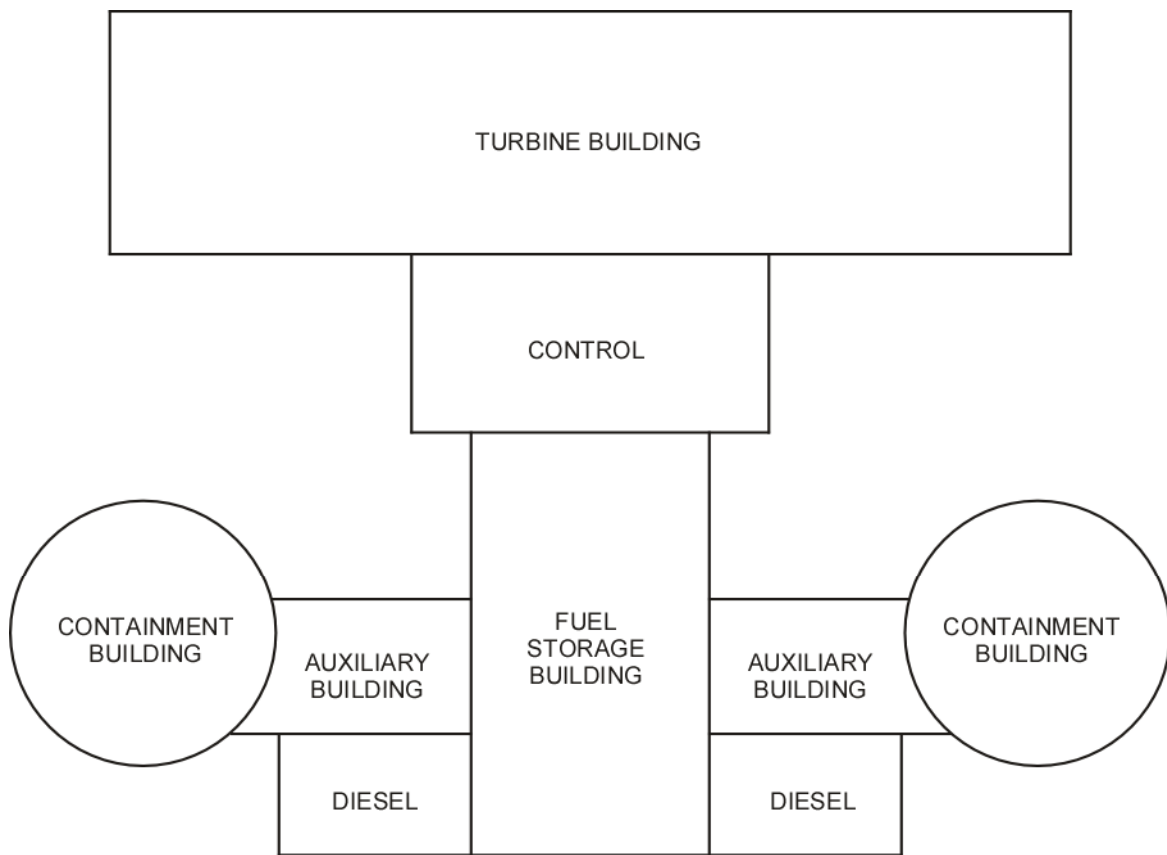 TURBINE BUILDING
CONTROL
CONTAINMENT
BUILDING
AUXILIARY
BUILDING
FUEL
STORAGE
BUILDING
AUXILIARY
BUILDING
CONTAINMENT
BUILDING
DIESEL
DIESEL